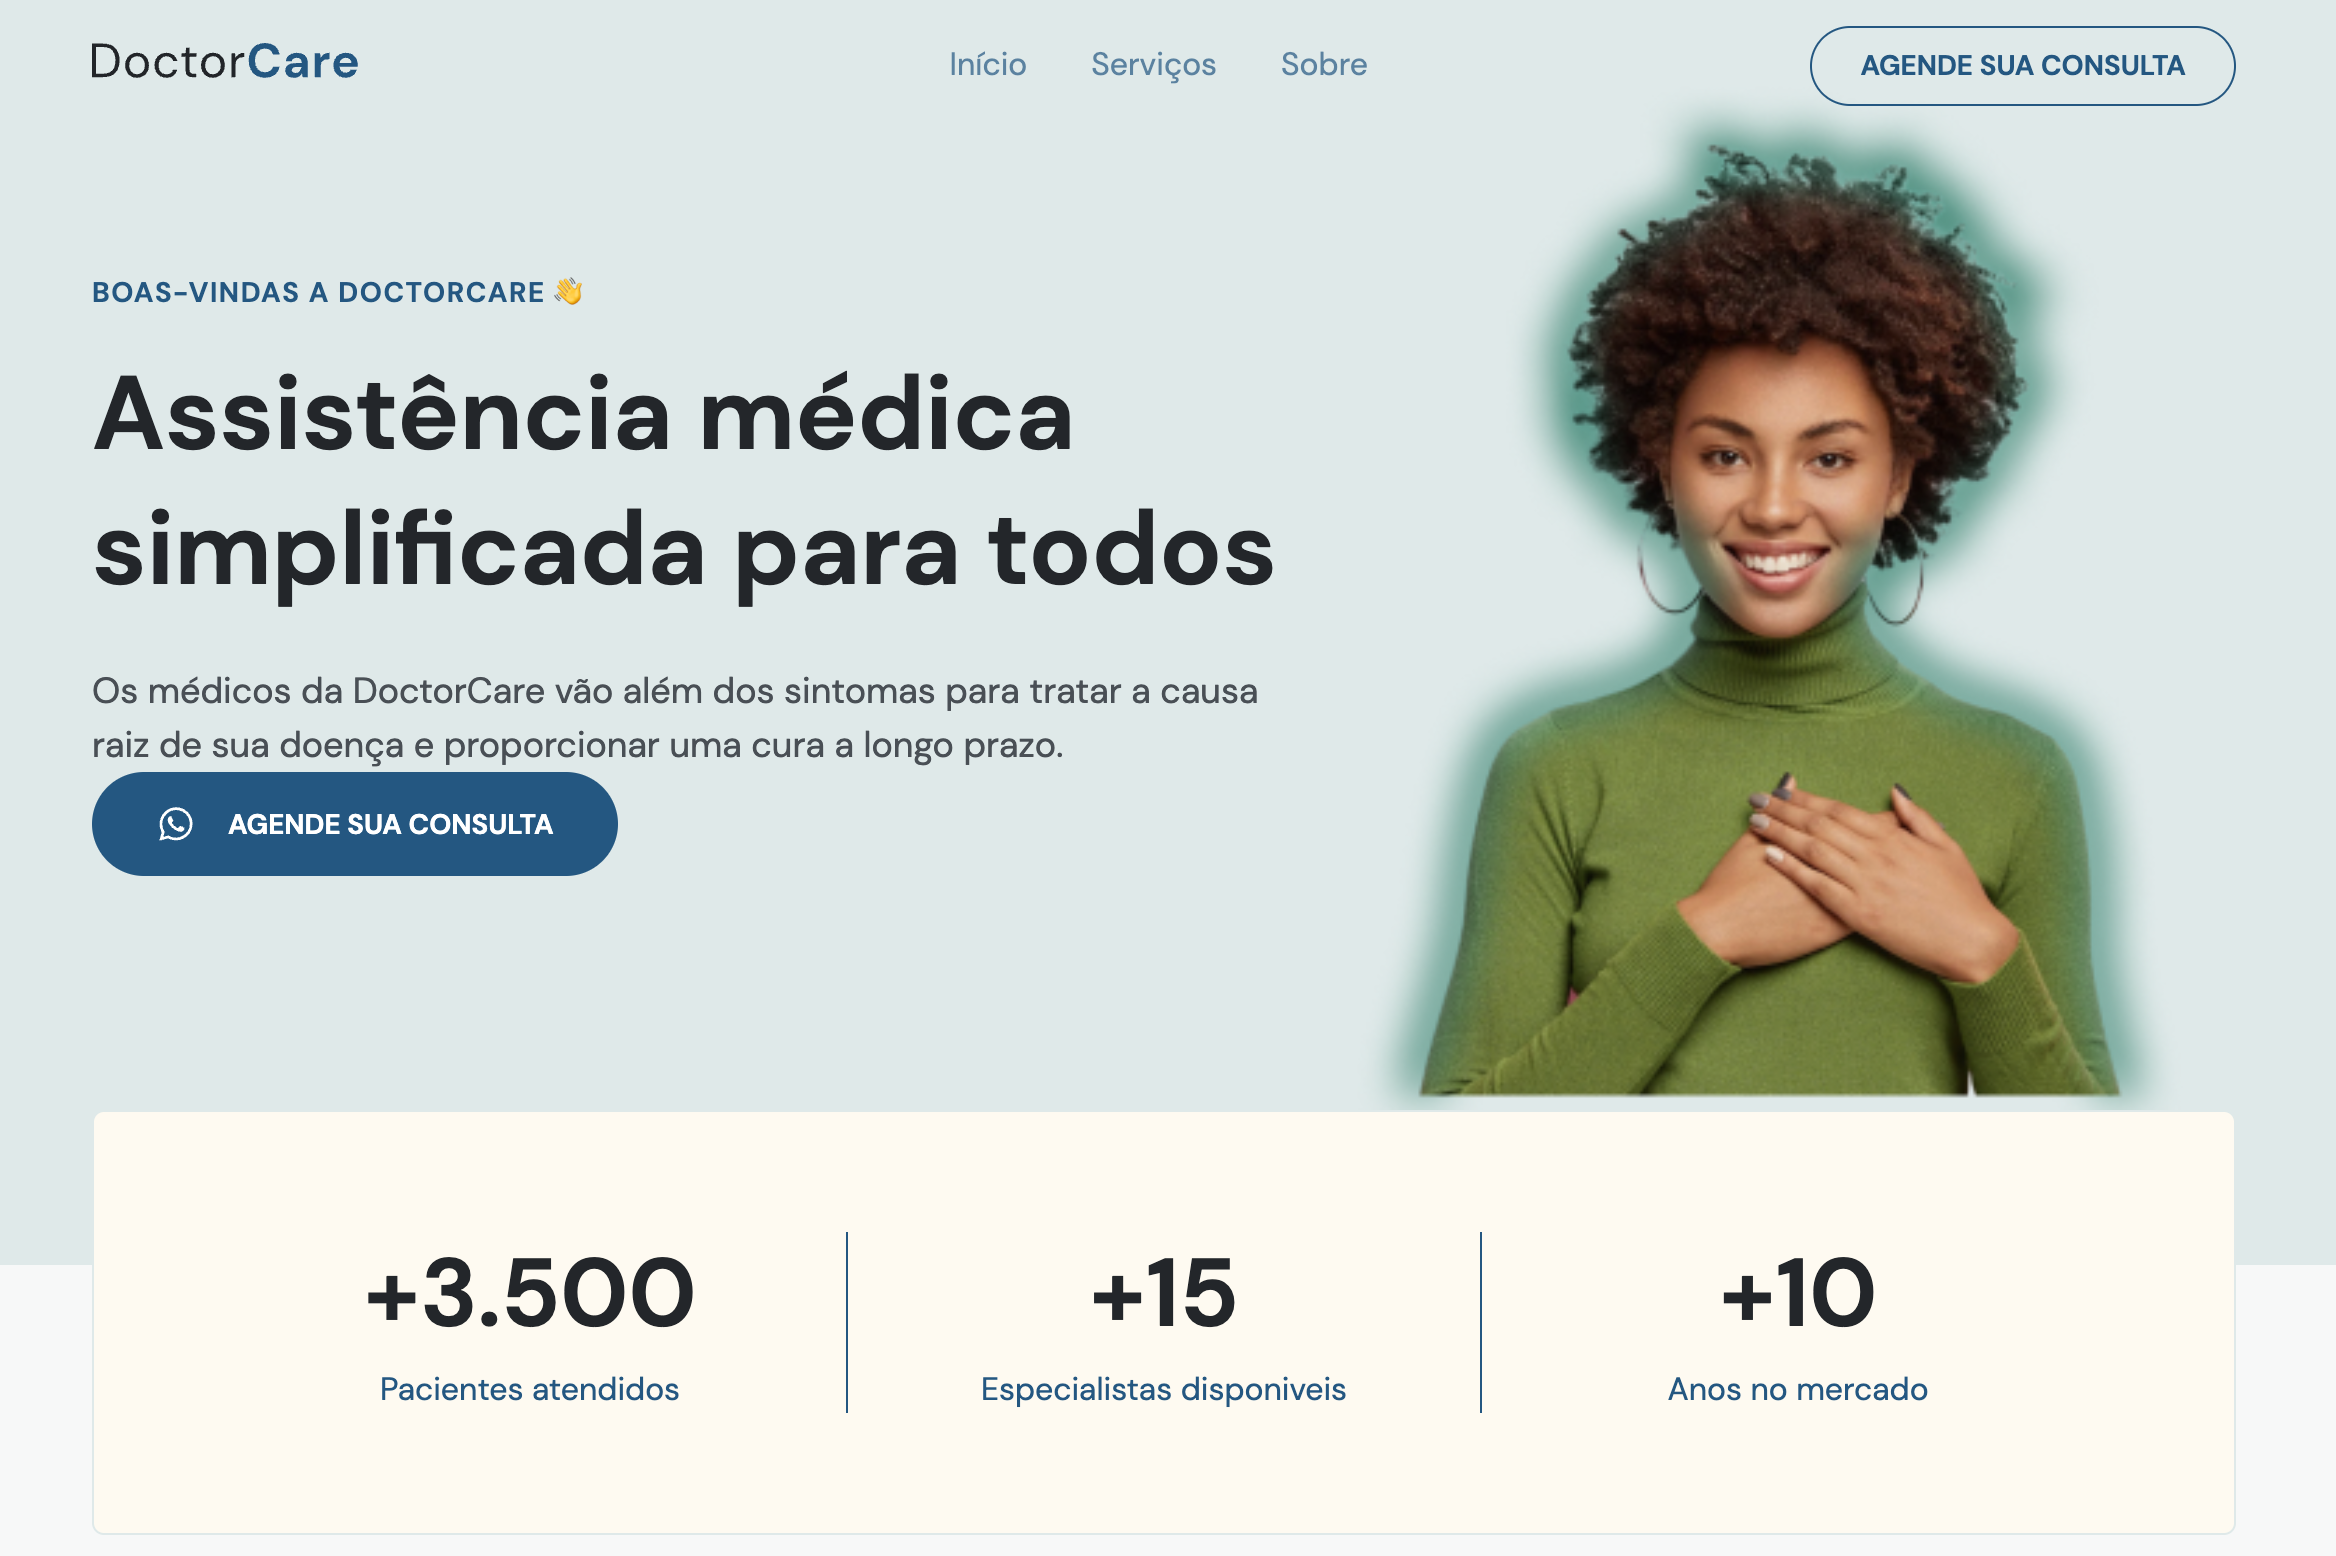 DoctorCare
Início Serviços Sobre
AGENDE SUA CONSULTA
BOAS-VINDAS A DOCTORCARE 👋
Assistência médica
simplificada para todos
Os médicos da DoctorCare vão além dos sintomas para tratar a causa
raiz de sua doença e proporcionar uma cura a longo prazo.
AGENDE SUA CONSULTA
+3.500
Pacientes atendidos
+15
Especialistas disponiveis
+10
Anos no mercado